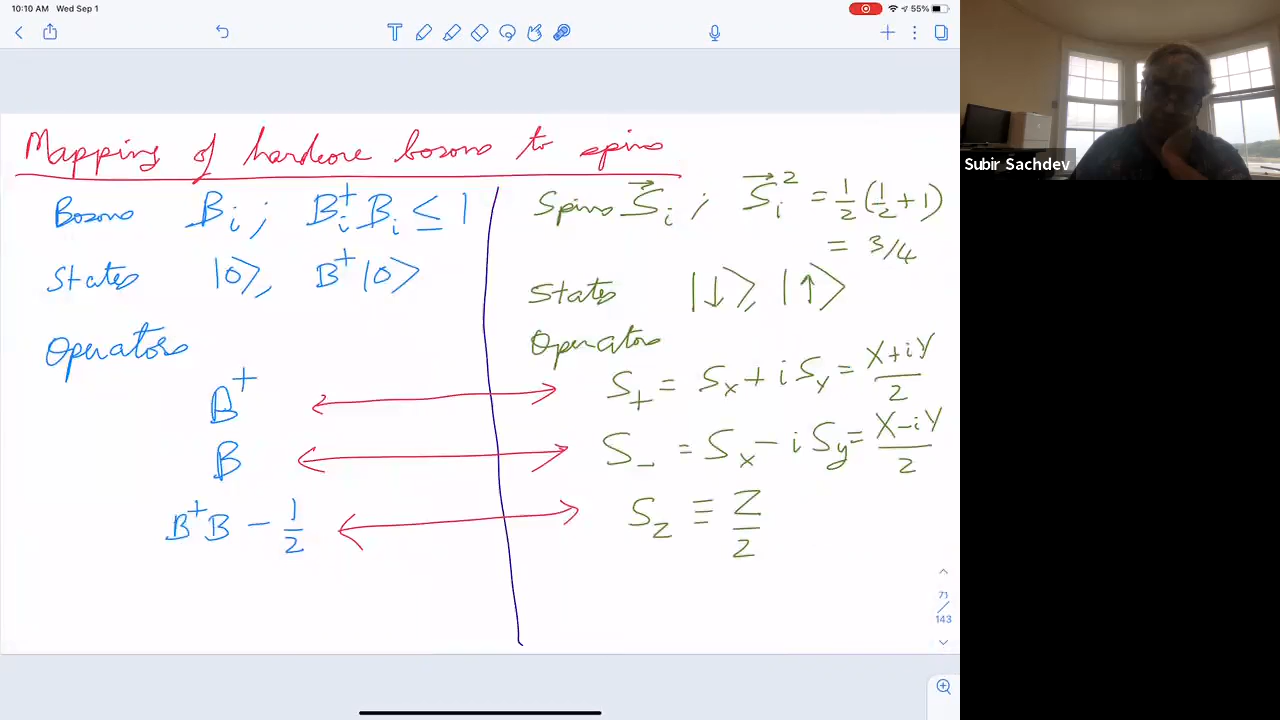 10:10 AM Wed Sep 1
55%
Mapping of hardcore bosons to spins
Bosons B_i ; B_i^+ B_i ≤ 1
States |0⟩, B^+ |0⟩
Operators
B^+
B
B^+ B − 1/2
Spins S⃗_i ; S⃗_i^2 = 1/2 (1/2 + 1)
= 3/4
States |↓⟩, |↑⟩
Operators
S_+ = S_x + i S_y = (X + iY)/2
S_- = S_x − i S_y = (X − iY)/2
S_z ≡ Z/2
71
/
143
Subir Sachdev